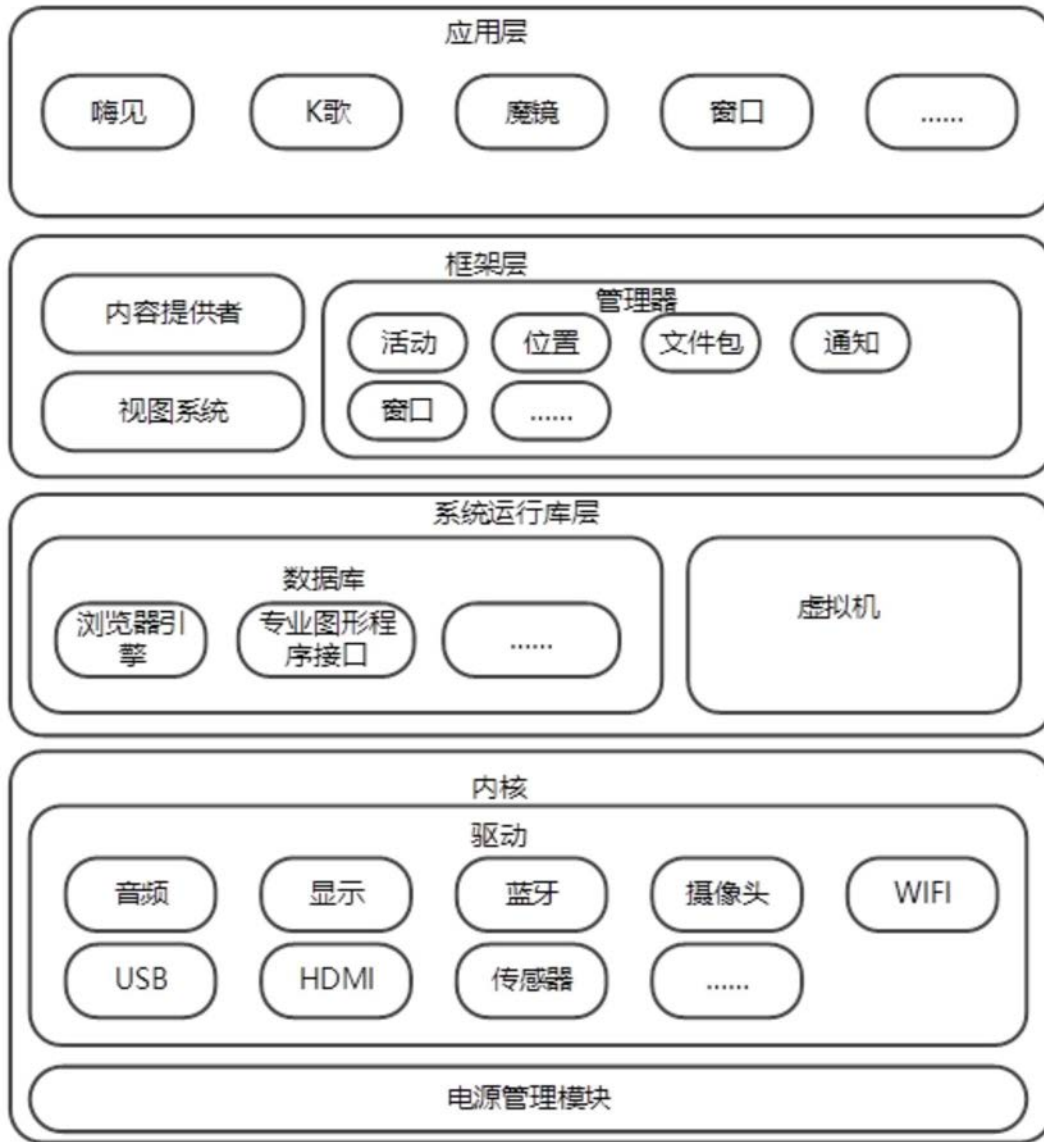 应用层
嗨见
K歌
魔镜
窗口
......
框架层
内容提供者
视图系统
管理器
活动
位置
文件包
通知
窗口
......
系统运行库层
数据库
浏览器引
擎
专业图形程
序接口
......
虚拟机
内核
驱动
音频
显示
蓝牙
摄像头
WIFI
USB
HDMI
传感器
......
电源管理模块